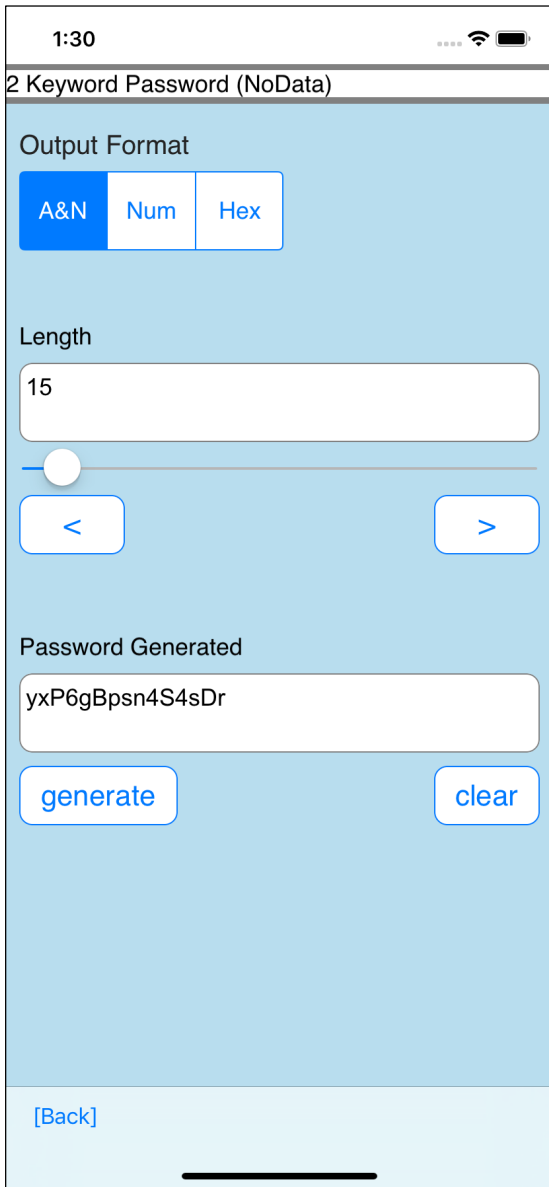 1:30
2 Keyword Password (NoData)
Output Format
A&N Num Hex
Length
15
< >
Password Generated
yxP6gBpsn4S4sDr
generate clear
[Back]